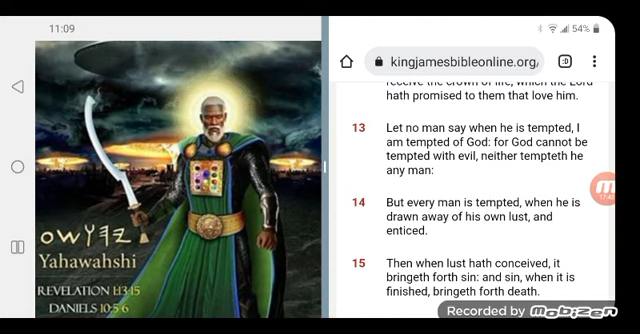 11:09
54%
𐤉𐤄𐤅𐤔𐤏
Yahawahshi
REVELATION 1:13-15
DANIELS 10:5-6
kingjamesbibleonline.org/
:D
receive the crown of life, which the Lord
hath promised to them that love him.
13 Let no man say when he is tempted, I
am tempted of God: for God cannot be
tempted with evil, neither tempteth he
any man:
14 But every man is tempted, when he is
drawn away of his own lust, and
enticed.
15 Then when lust hath conceived, it
bringeth forth sin: and sin, when it is
finished, bringeth forth death.
Recorded by Mobizen